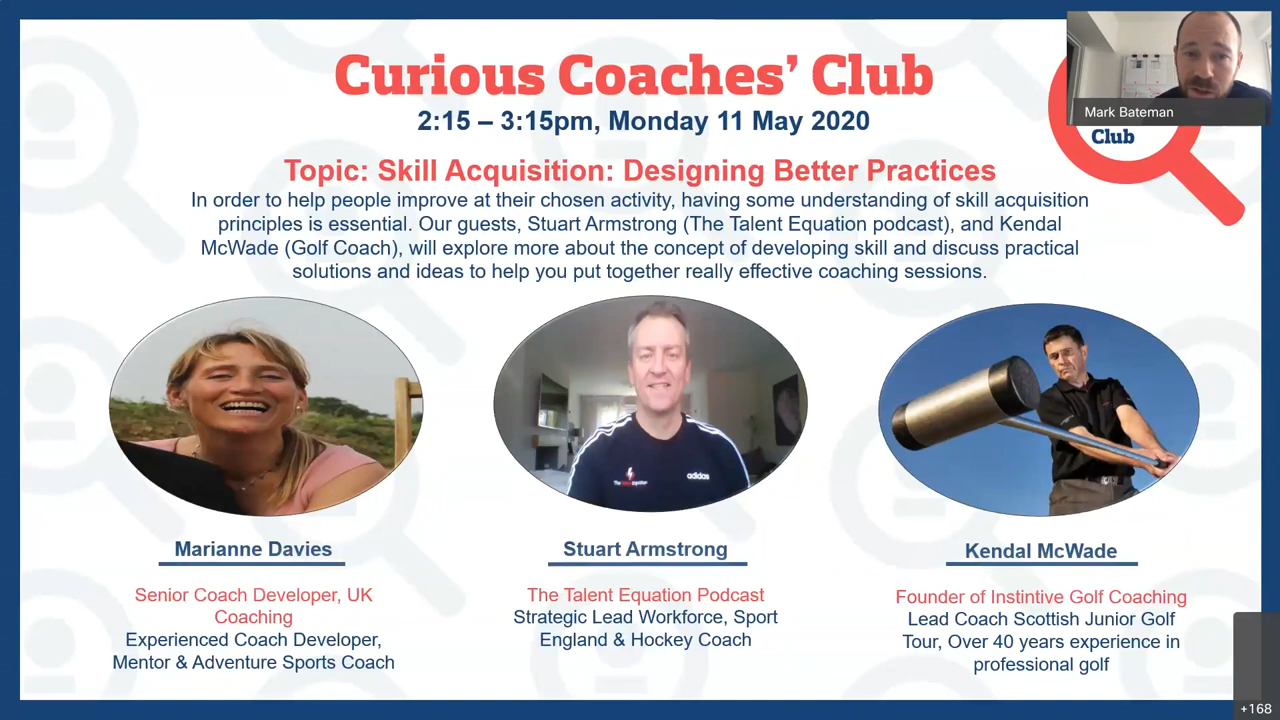 Curious Coaches' Club
2:15 – 3:15pm, Monday 11 May 2020
Mark Bateman
Club
Topic: Skill Acquisition: Designing Better Practices
In order to help people improve at their chosen activity, having some understanding of skill acquisition
principles is essential. Our guests, Stuart Armstrong (The Talent Equation podcast), and Kendal
McWade (Golf Coach), will explore more about the concept of developing skill and discuss practical
solutions and ideas to help you put together really effective coaching sessions.
adidas
Marianne Davies
Senior Coach Developer, UK
Coaching
Experienced Coach Developer,
Mentor & Adventure Sports Coach
Stuart Armstrong
The Talent Equation Podcast
Strategic Lead Workforce, Sport
England & Hockey Coach
Kendal McWade
Founder of Instintive Golf Coaching
Lead Coach Scottish Junior Golf
Tour, Over 40 years experience in
professional golf
+168